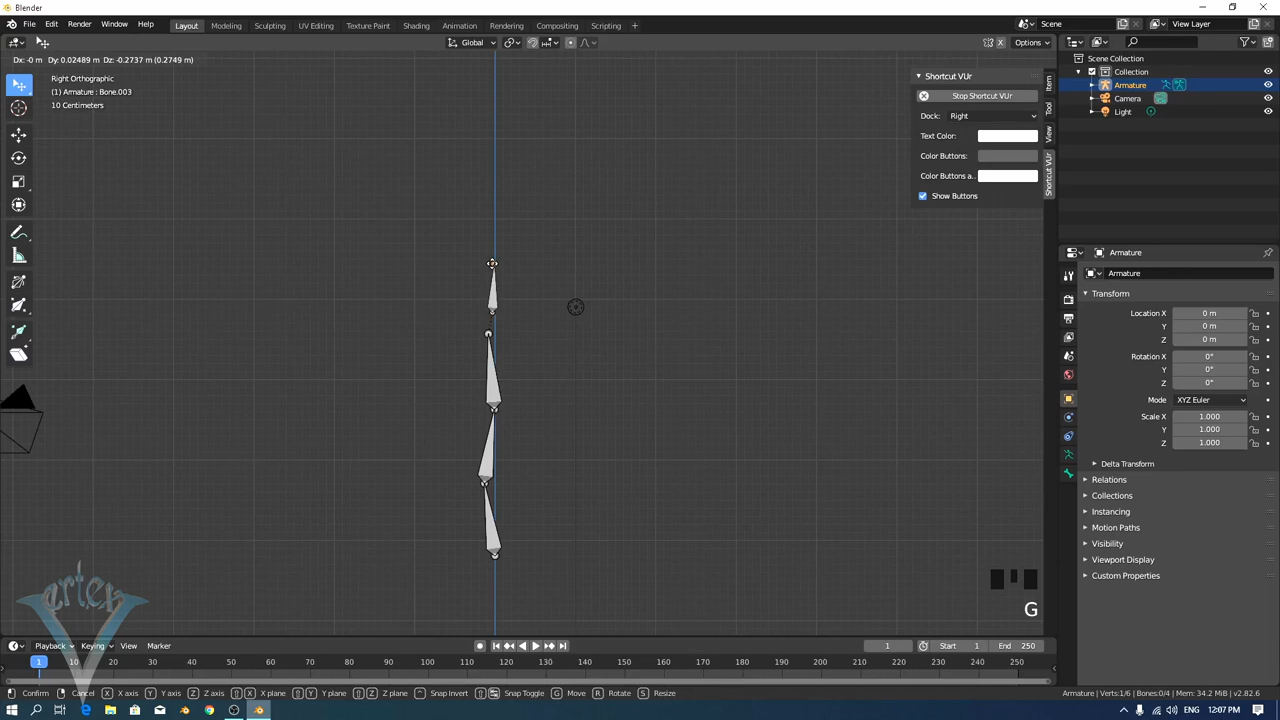 Blender
File Edit Render Window Help
Layout Modeling Sculpting UV Editing Texture Paint Shading Animation Rendering Compositing Scripting +
Scene
View Layer
Global
X
Options
Dx: -0 m Dy: 0.02489 m Dz: -0.2737 m (0.2749 m)
Right Orthographic
(1) Armature : Bone.003
10 Centimeters
Shortcut VUr
Stop Shortcut VUr
Dock: Right
Text Color:
Color Buttons:
Color Buttons a..
Show Buttons
Item
Tool
View
Shortcut VUr
Scene Collection
Collection
Armature
Camera
Light
Armature
Armature
Transform
Location X 0 m
Y 0 m
Z 0 m
Rotation X 0°
Y 0°
Z 0°
Mode XYZ Euler
Scale X 1.000
Y 1.000
Z 1.000
Delta Transform
Relations
Collections
Instancing
Motion Paths
Visibility
Viewport Display
Custom Properties
G
Playback Keying View Marker
1 Start 1 End 250
1 10 20 30 40 50 60 70 80 90 100 110 120 130 140 150 160 170 180 190 200 210 220 230 240 250
Confirm Cancel X X axis Y Y axis Z Z axis X X plane Y Y plane Z Z plane Snap Invert Snap Toggle G Move R Rotate S Resize
Armature | Verts:1/6 | Bones:0/4 | Mem: 34.2 MiB | v2.82.6
ENG 12:07 PM